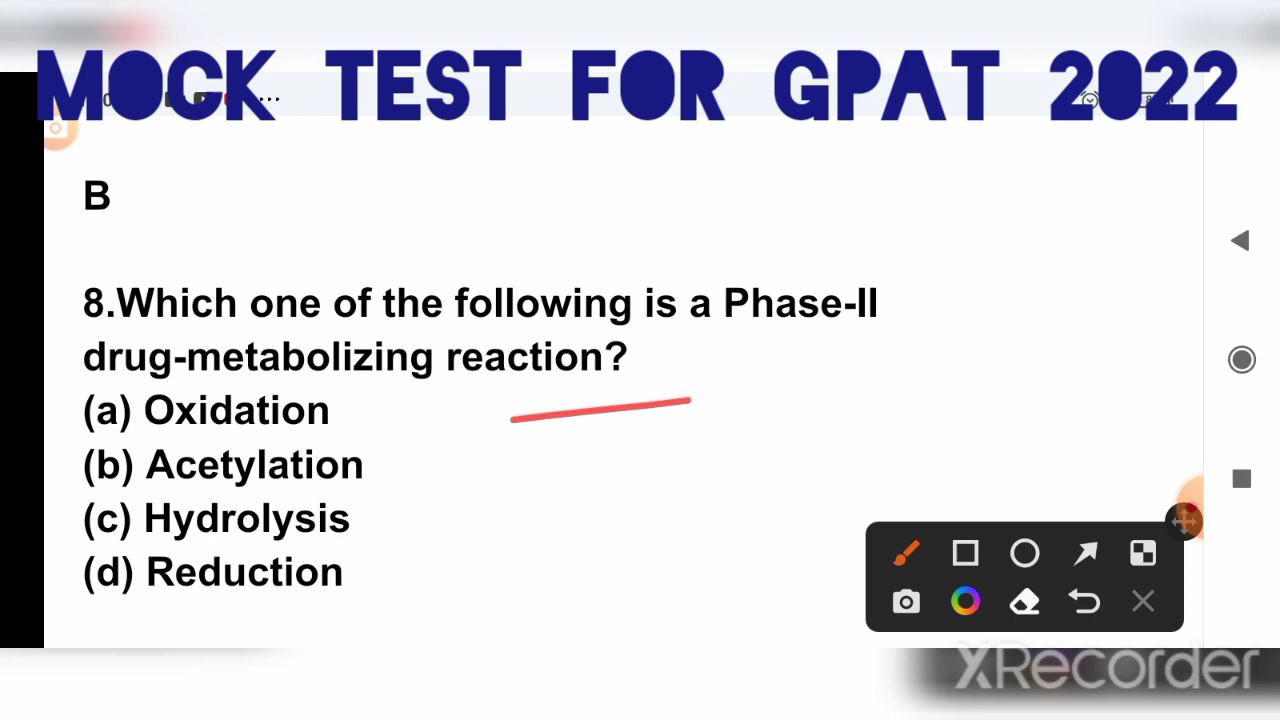 MOCK TEST FOR GPAT 2022
B
8.Which one of the following is a Phase-II
drug-metabolizing reaction?
(a) Oxidation
(b) Acetylation
(c) Hydrolysis
(d) Reduction
XRecorder